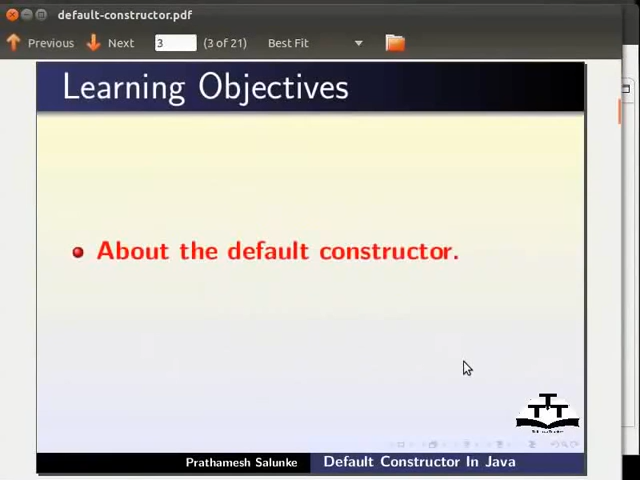 default-constructor.pdf
Previous Next 3 (3 of 21) Best Fit
Learning Objectives
About the default constructor.
Prathamesh Salunke Default Constructor In Java